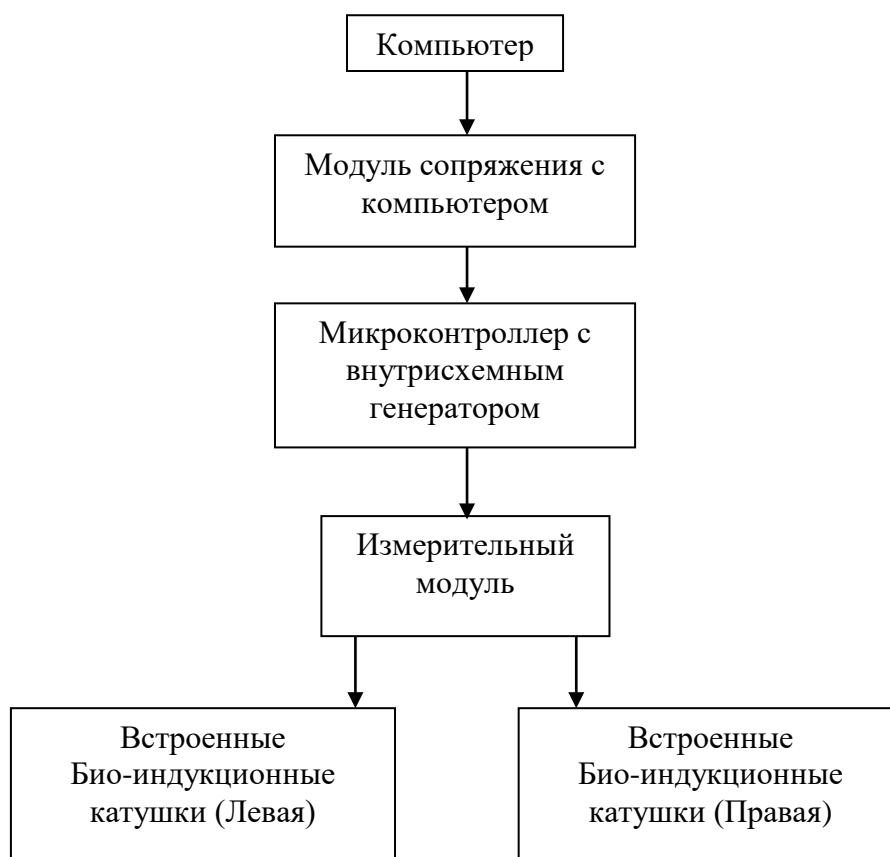 Компьютер
Модуль сопряжения с
компьютером
Микроконтроллер с
внутрисхемным
генератором
Измерительный
модуль
Встроенные
Био-индукционные
катушки (Левая)
Встроенные
Био-индукционные
катушки (Правая)